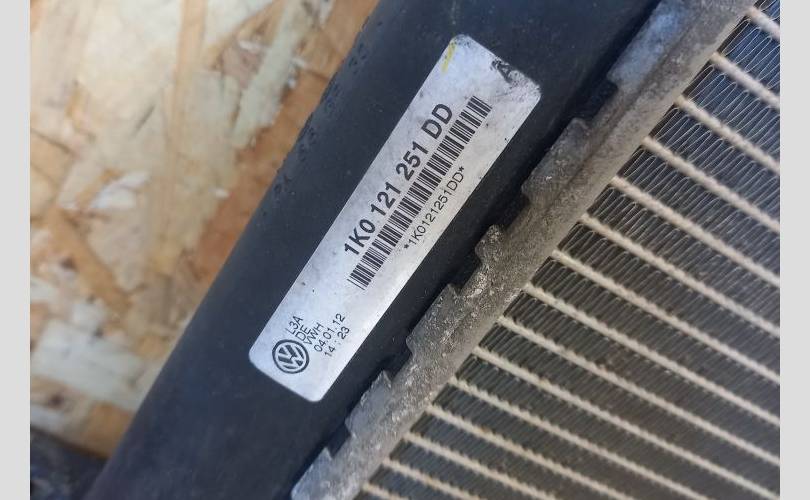 A
1K0 121 251 DD
*1K0121251DD*
L3A
DE
VWH
04.01.12
14 : 23